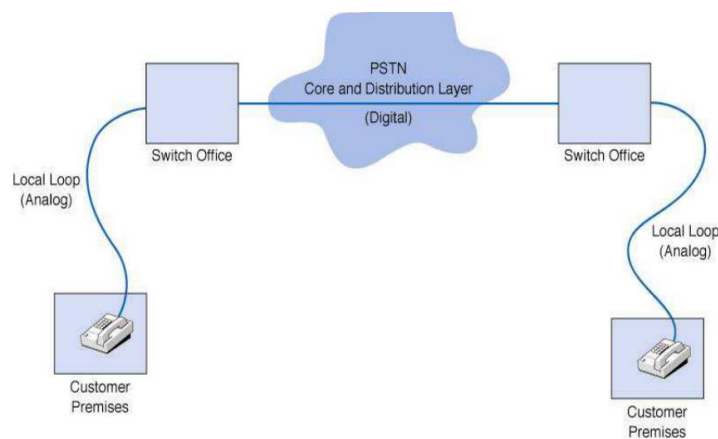 PSTN
Core and Distribution Layer
(Digital)
Switch Office
Switch Office
Local Loop
(Analog)
Local Loop
(Analog)
Customer
Premises
Customer
Premises